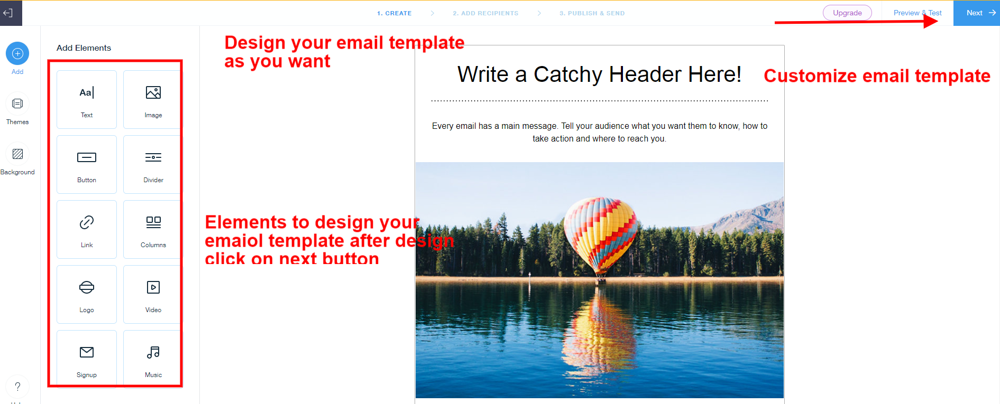 1. CREATE
2. ADD RECIPIENTS
3. PUBLISH & SEND
Upgrade
Preview & Test
Next
Add
Themes
Background
?
Add Elements
Aa
Text
Image
Button
Divider
Link
Columns
Logo
Video
Signup
Music
Design your email template
as you want
Elements to design your
emaiol template after design
click on next button
Write a Catchy Header Here!
Every email has a main message. Tell your audience what you want them to know, how to
take action and where to reach you.
Customize email template